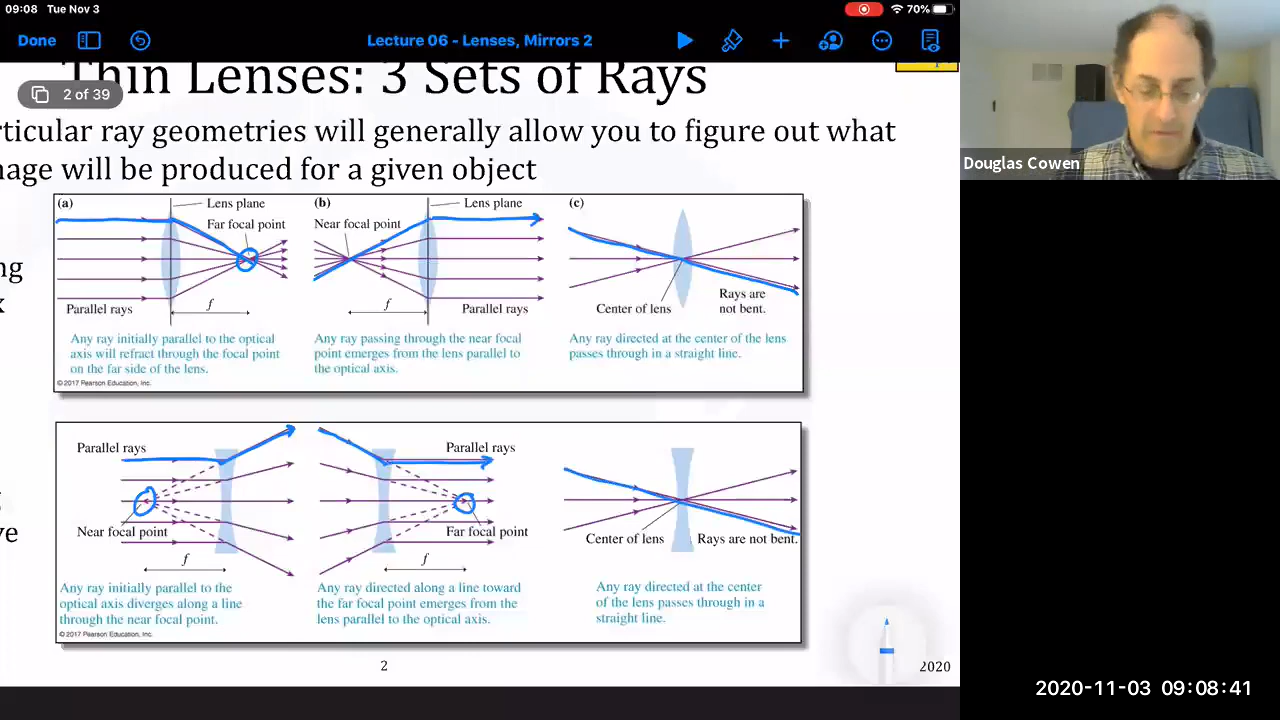 09:08 Tue Nov 3
70%
Done
Lecture 06 - Lenses, Mirrors 2
2 of 39
Thin Lenses: 3 Sets of Rays
rticular ray geometries will generally allow you to figure out what
age will be produced for a given object
Douglas Cowen
(a)
Lens plane
Far focal point
f
Parallel rays
Any ray initially parallel to the optical
axis will refract through the focal point
on the far side of the lens.
© 2017 Pearson Education, Inc.
(b)
Lens plane
Near focal point
f
Parallel rays
Any ray passing through the near focal
point emerges from the lens parallel to
the optical axis.
(c)
Center of lens
Rays are
not bent.
Any ray directed at the center of the lens
passes through in a straight line.
ng
x
Parallel rays
Near focal point
f
Any ray initially parallel to the
optical axis diverges along a line
through the near focal point.
© 2017 Pearson Education, Inc.
Parallel rays
Far focal point
f
Any ray directed along a line toward
the far focal point emerges from the
lens parallel to the optical axis.
Center of lens
Rays are not bent.
Any ray directed at the center
of the lens passes through in a
straight line.
ve
2
2020
2020-11-03 09:08:41